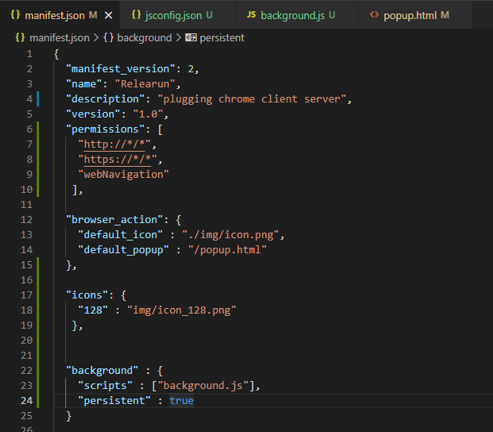 {} manifest.json M ×
{} jsconfig.json U
JS background.js U
<> popup.html M
{} manifest.json > {} background > persistent
1 {
2 "manifest_version": 2,
3 "name": "Relearun",
4 "description": "plugging chrome client server",
5 "version": "1.0",
6 "permissions": [
7 "http://*/*",
8 "https://*/*",
9 "webNavigation"
10 ],
11
12 "browser_action": {
13 "default_icon" : "./img/icon.png",
14 "default_popup" : "/popup.html"
15 },
16
17 "icons": {
18 "128" : "img/icon_128.png"
19 },
20
21
22 "background" : {
23 "scripts" : ["background.js"],
24 "persistent" : true
25 }
26